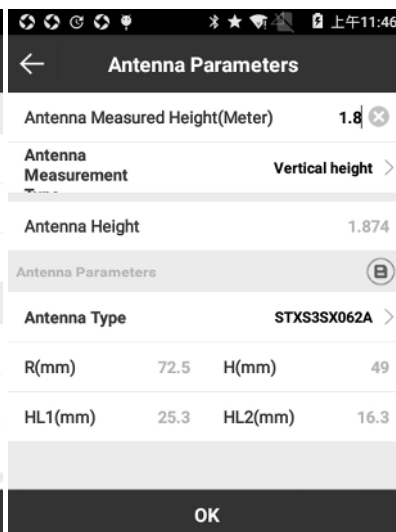 上午11:46
Antenna Parameters
Antenna Measured Height(Meter) 1.8
Antenna
Measurement
Vertical height
Antenna Height 1.874
Antenna Parameters
Antenna Type STXS3SX062A
R(mm) 72.5 H(mm) 49
HL1(mm) 25.3 HL2(mm) 16.3
OK